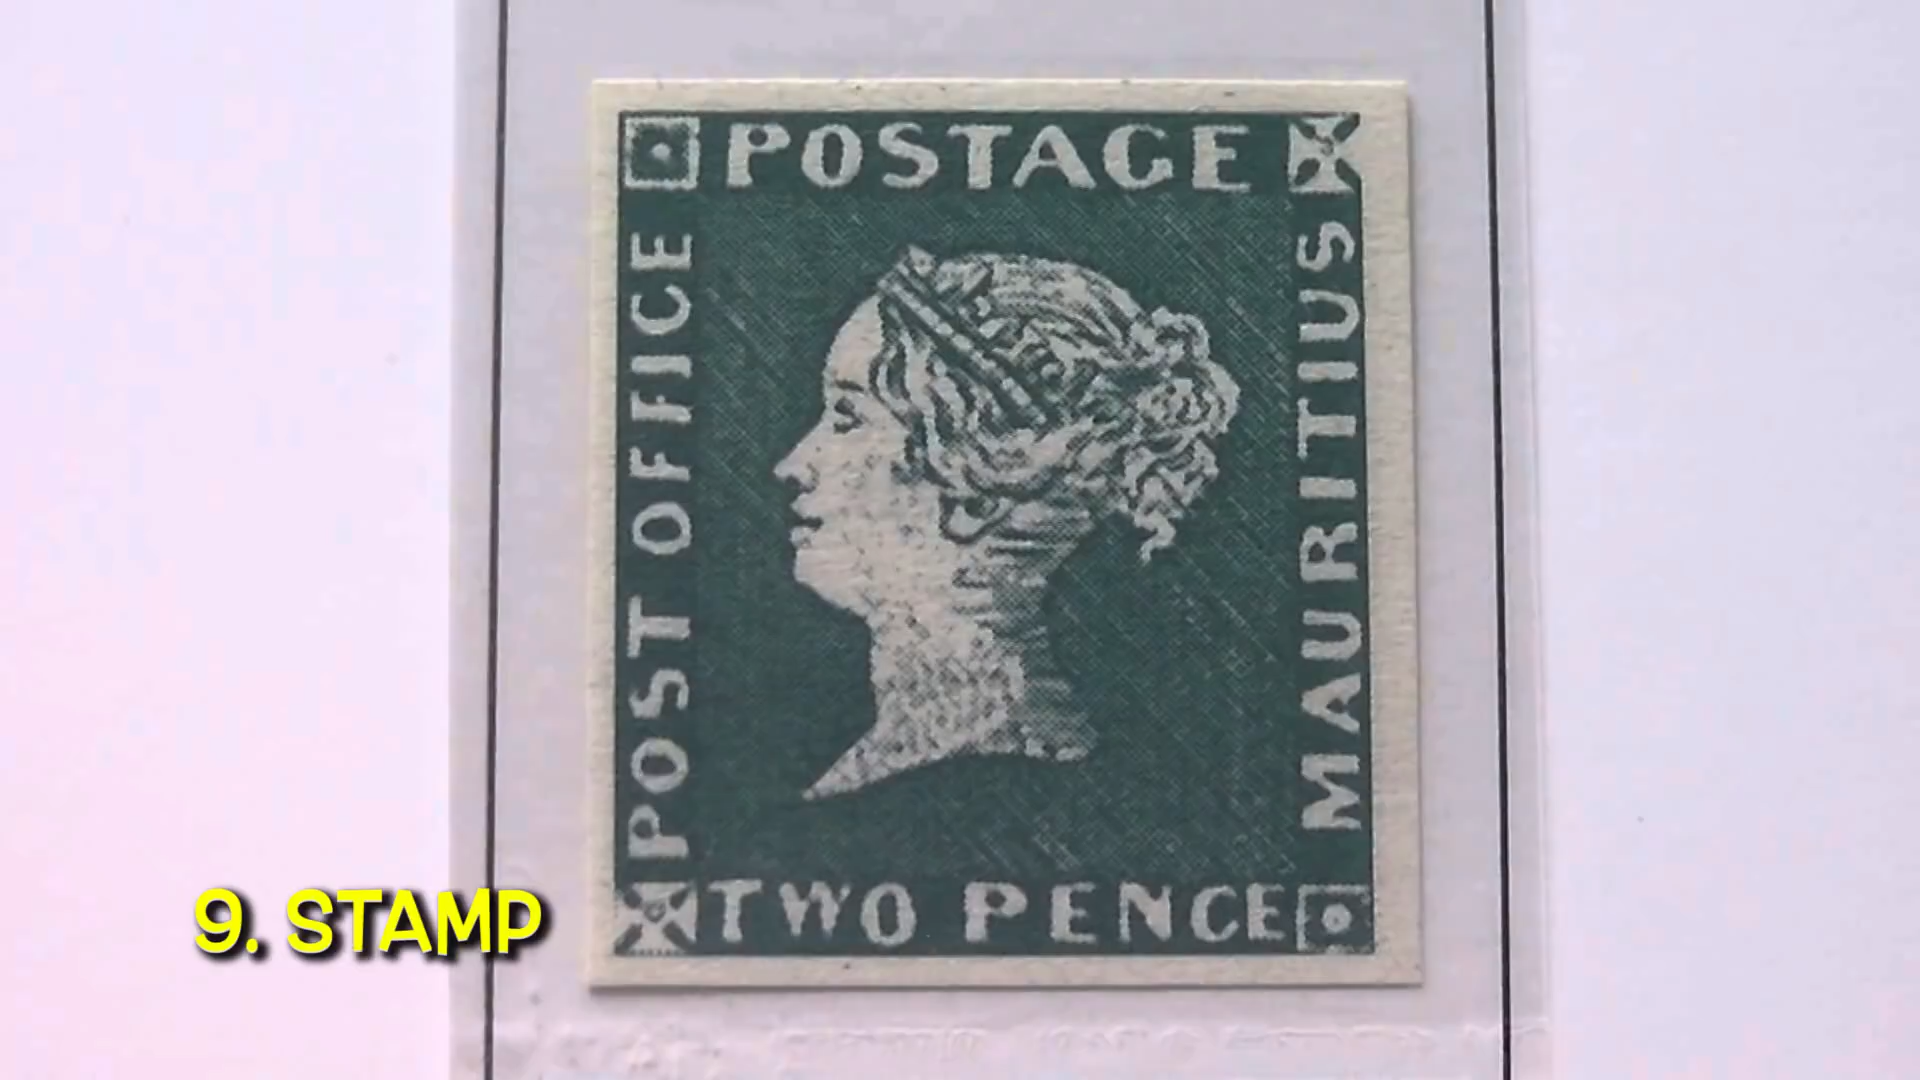 POSTAGE
POST OFFICE
MAURITIUS
TWO PENCE
9. STAMP